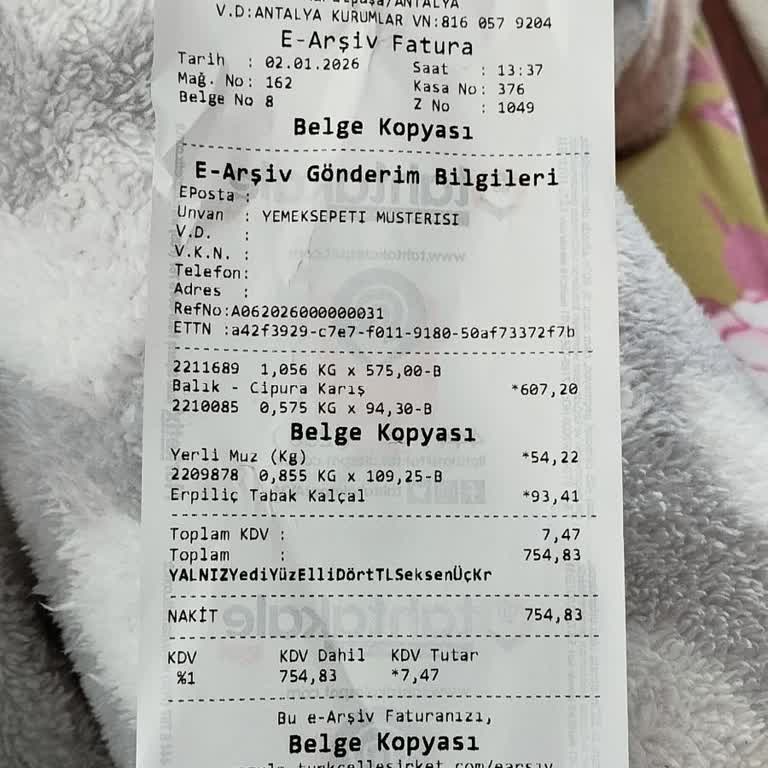 /ANTALYA
V.D:ANTALYA KURUMLAR VN:816 057 9204
E-Arşiv Fatura
Tarih : 02.01.2026 Saat : 13:37
Mağ. No: 162 Kasa No: 376
Belge No 8 Z No : 1049
Belge Kopyası
E-Arşiv Gönderim Bilgileri
EPosta :
Unvan : YEMEKSEPETI MUSTERISI
V.D. :
V.K.N. :
Telefon:
Adres :
RefNo:A062026000000031
ETTN :a42f3929-c7e7-f011-9180-50af73372f7b
2211689 1,056 KG x 575,00-B
Balık - Cipura Karış *607,20
2210085 0,575 KG x 94,30-B
Belge Kopyası
Yerli Muz (Kg) *54,22
2209878 0,855 KG x 109,25-B
Erpiliç Tabak Kalçal *93,41
Toplam KDV : 7,47
Toplam : 754,83
YALNIZYediYüzElliDörtTLSeksenÜçKr
NAKİT 754,83
KDV KDV Dahil KDV Tutar
%1 754,83 *7,47
Bu e-Arşiv Faturanızı,
Belge Kopyası
turkcellesirket.com/earsiv